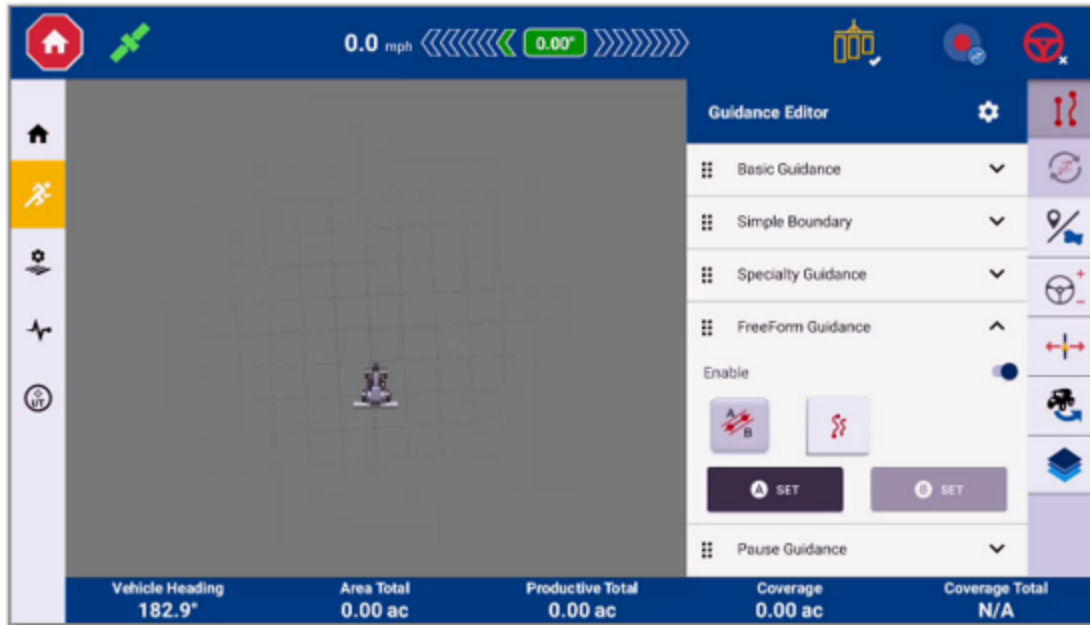 0.0 mph 0.00°
Guidance Editor
Basic Guidance
Simple Boundary
Specialty Guidance
FreeForm Guidance
Enable
A
B
A SET B SET
Pause Guidance
Vehicle Heading Area Total Productive Total Coverage Coverage Total
182.9° 0.00 ac 0.00 ac 0.00 ac N/A